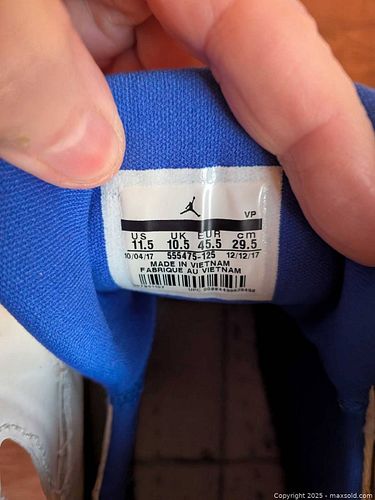 VP
US UK EUR cm
11.5 10.5 45.5 29.5
10/04/17 555475-125 12/12/17
MADE IN VIETNAM
FABRIQUE AU VIETNAM
Copyright © 2025 - maxsold.com